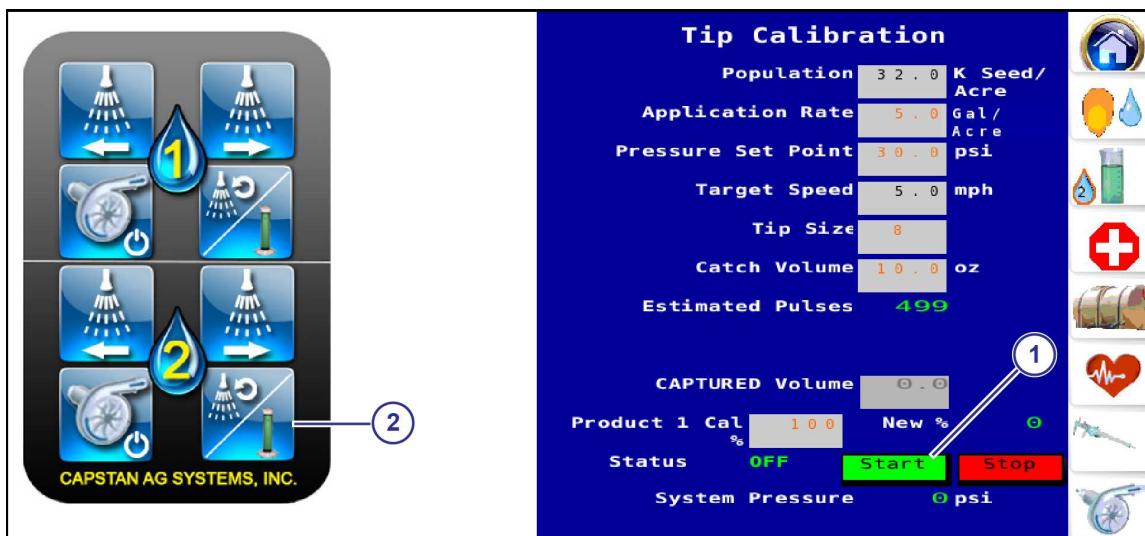 1
2
CAPSTAN AG SYSTEMS, INC.
2
Tip Calibration
Population 32.0 K Seed/
Acre
Application Rate 5.0 Gal/
Acre
Pressure Set Point 30.0 psi
Target Speed 5.0 mph
Tip Size 8
Catch Volume 10.0 oz
Estimated Pulses 499
1
CAPTURED Volume 0.0
Product 1 Cal 100 New % 0
%
Status OFF Start Stop
System Pressure 0 psi
2